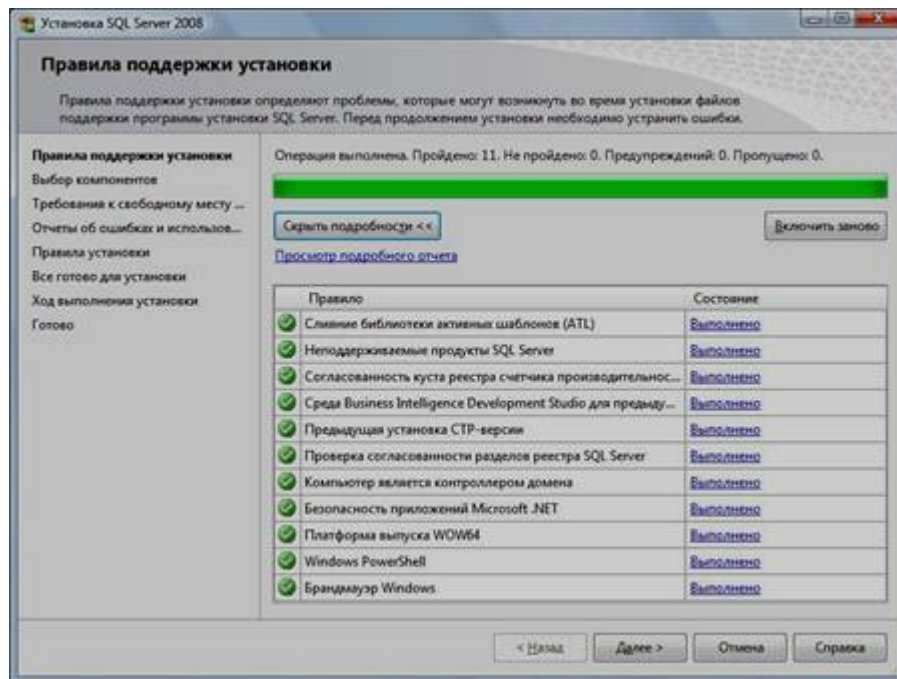 Установка SQL Server 2008
Правила поддержки установки
Правила поддержки установки определяют проблемы, которые могут возникнуть во время установки файлов
поддержки программы установки SQL Server. Перед продолжением установки необходимо устранить ошибки.
Правила поддержки установки
Выбор компонентов
Требования к свободному месту ...
Отчеты об ошибках и использов...
Правила установки
Все готово для установки
Ход выполнения установки
Готово
Операция выполнена. Пройдено: 11. Не пройдено: 0. Предупреждений: 0. Пропущено: 0.
Скрыть подробности <<
Включить заново
Просмотр подробного отчета
Правило Состояние
Слияние библиотеки активных шаблонов (ATL) Выполнено
Неподдерживаемые продукты SQL Server Выполнено
Согласованность куста реестра счетчика производительнос... Выполнено
Среда Business Intelligence Development Studio для предыду... Выполнено
Предыдущая установка CTP-версии Выполнено
Проверка согласованности разделов реестра SQL Server Выполнено
Компьютер является контроллером домена Выполнено
Безопасность приложений Microsoft .NET Выполнено
Платформа выпуска WOW64 Выполнено
Windows PowerShell Выполнено
Брандмауэр Windows Выполнено
< Назад Далее > Отмена Справка